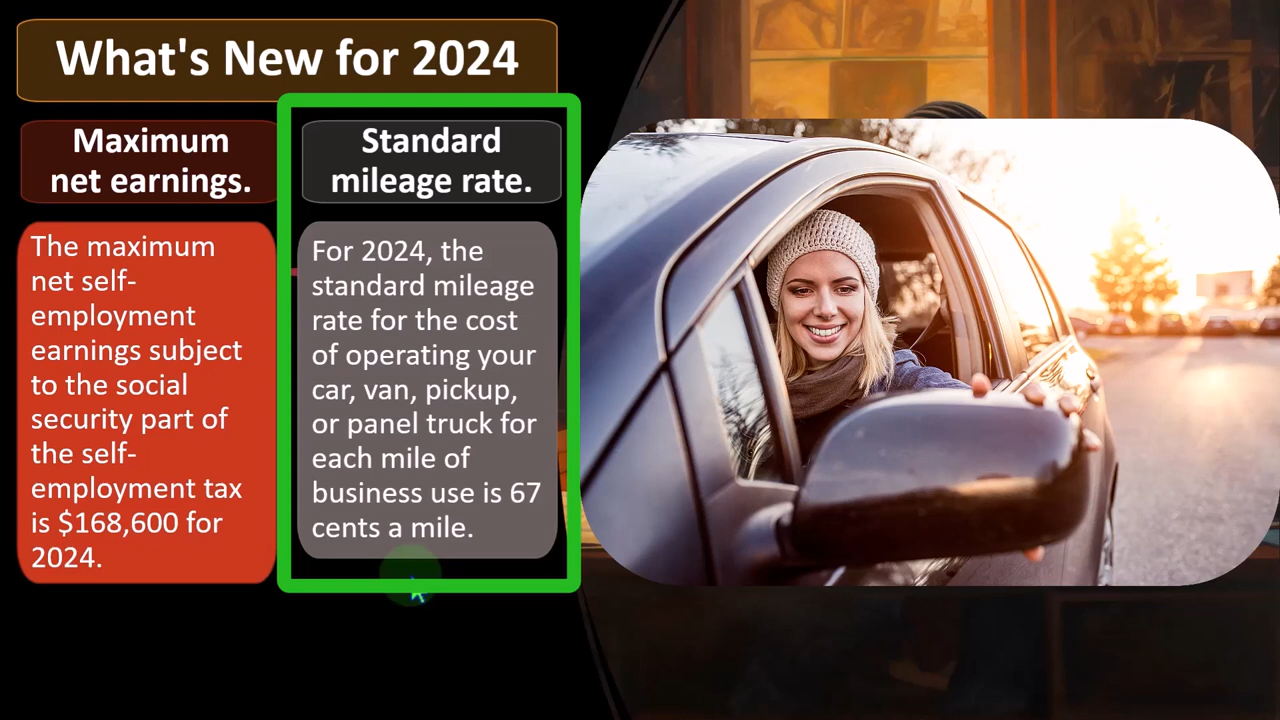 What's New for 2024
Maximum
net earnings.
The maximum
net self-
employment
earnings subject
to the social
security part of
the self-
employment tax
is $168,600 for
2024.
Standard
mileage rate.
For 2024, the
standard mileage
rate for the cost
of operating your
car, van, pickup,
or panel truck for
each mile of
business use is 67
cents a mile.